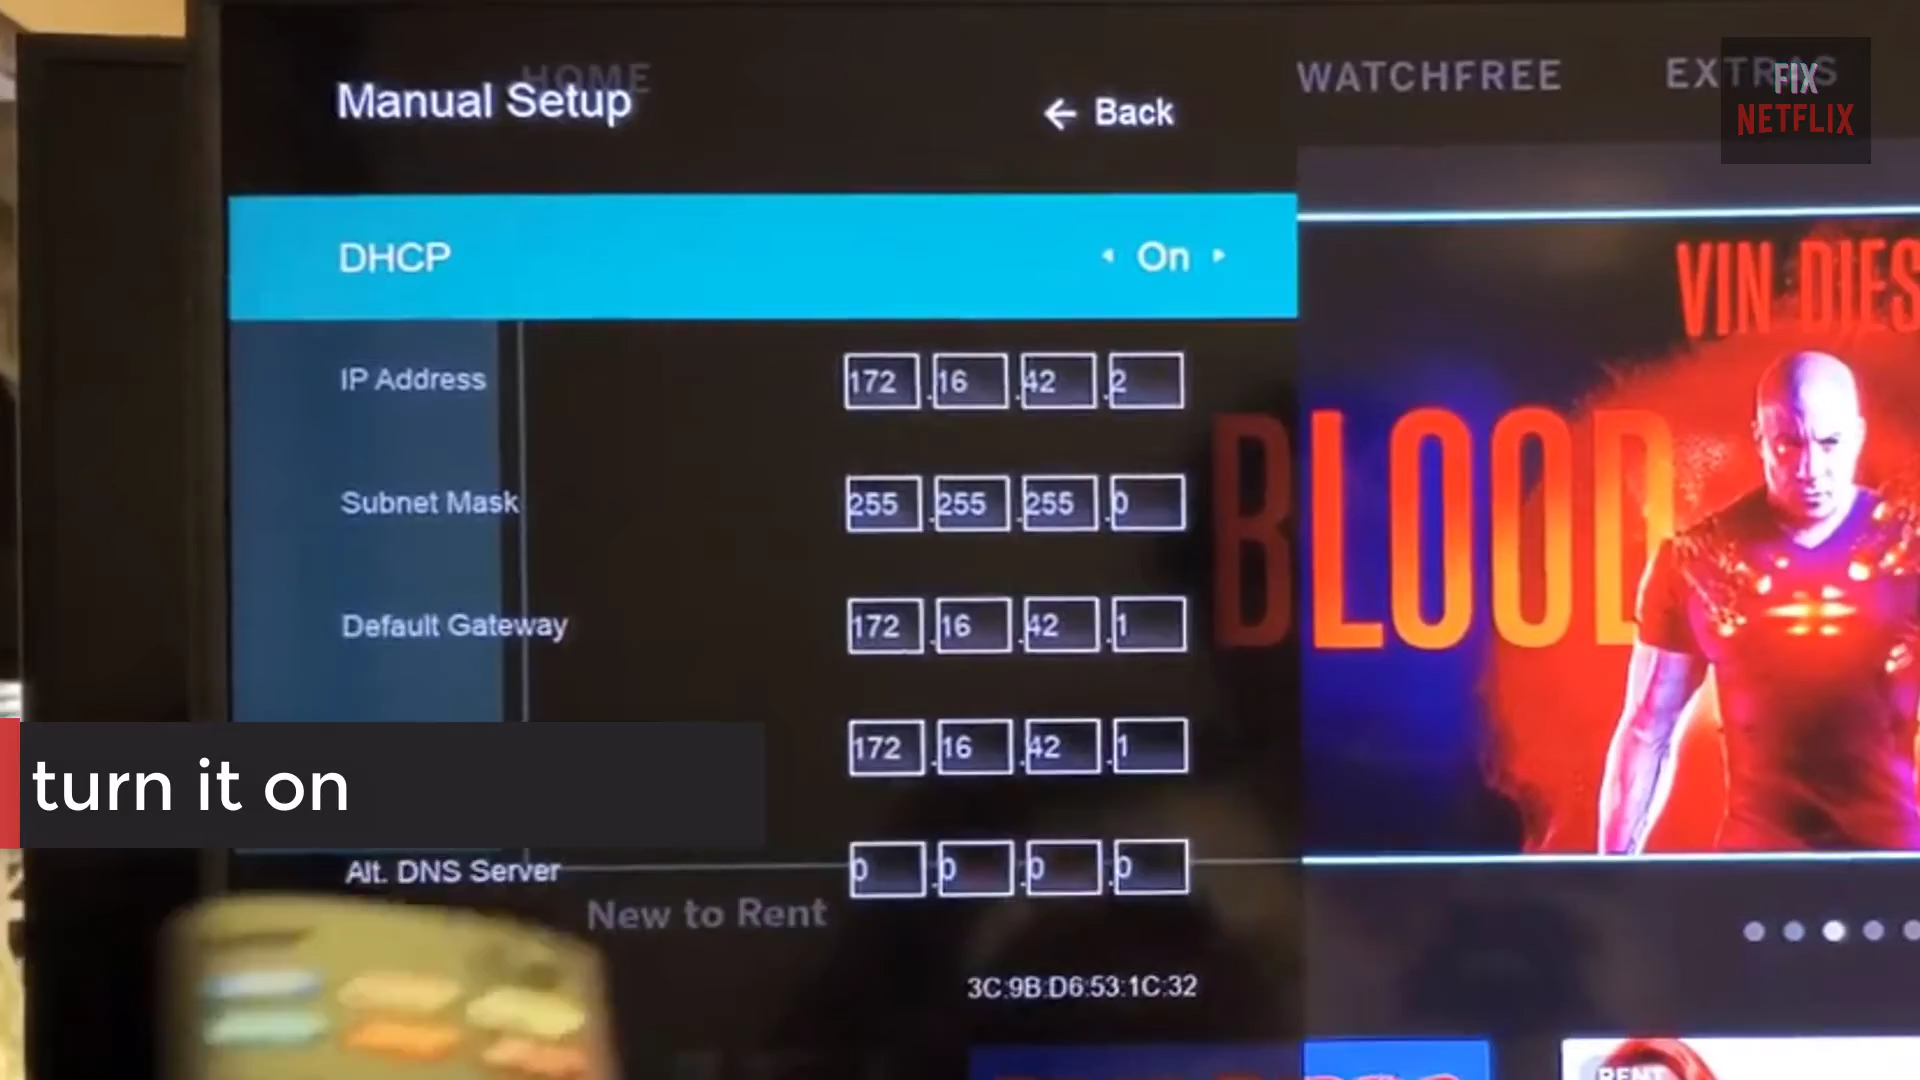 HOME
Manual Setup
← Back
WATCHFREE
EXTRAS
FIX
NETFLIX
DHCP
On
VIN DIES
IP Address
172.16.42.2
BLOOD
Subnet Mask
255.255.255.0
Default Gateway
172.16.42.1
172.16.42.1
turn it on
Alt. DNS Server
0.0.0.0
New to Rent
3C:9B:D6:53:1C:32
RENT